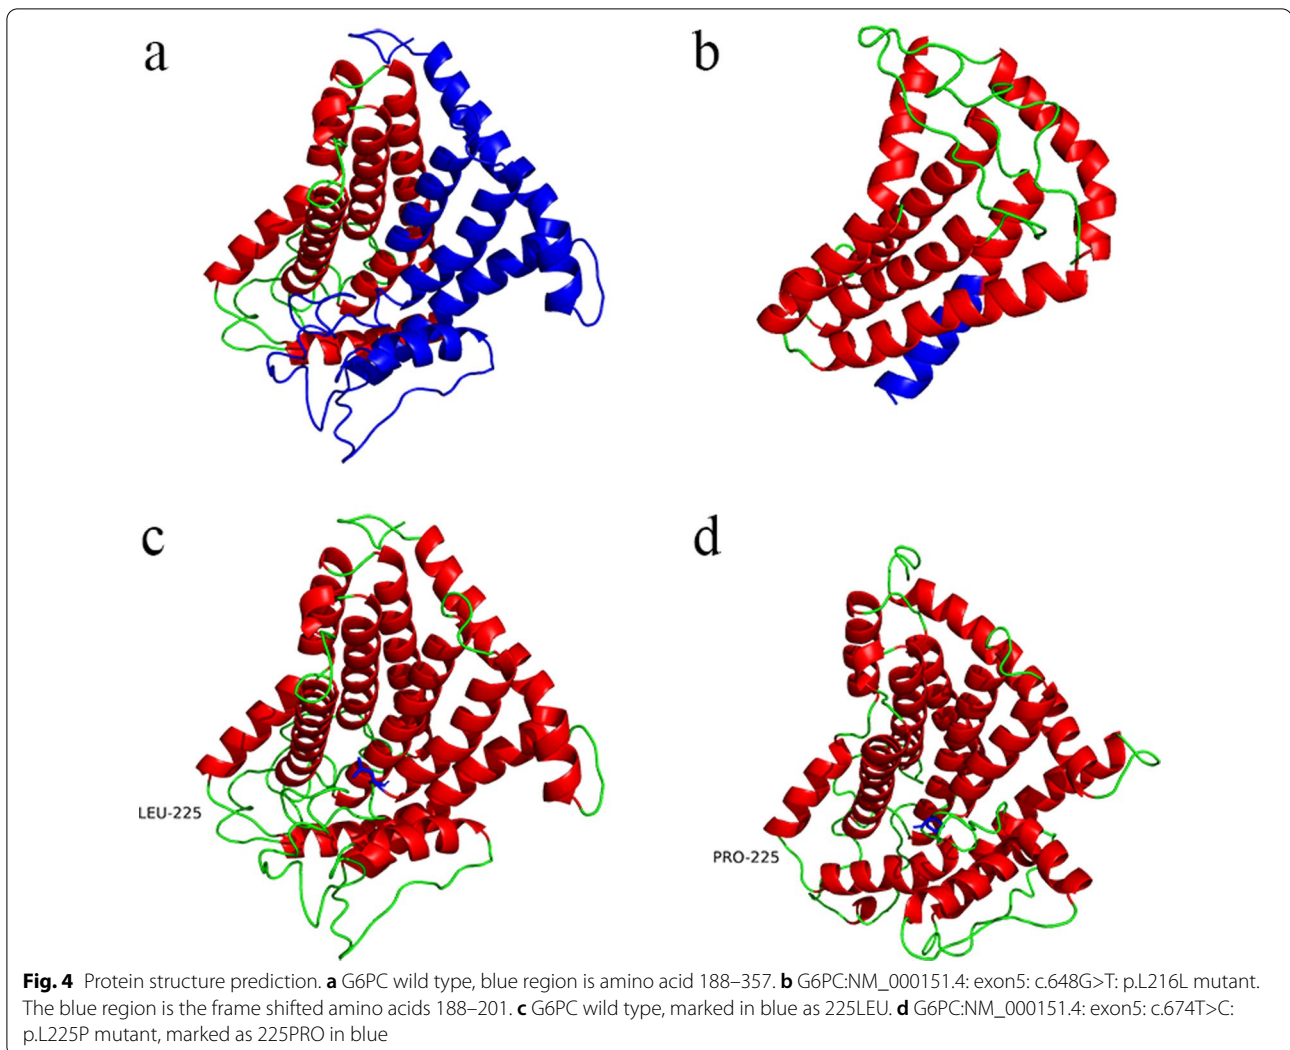 a
b
c
d
LEU-225
PRO-225
Fig. 4 Protein structure prediction. a G6PC wild type, blue region is amino acid 188–357. b G6PC:NM_000151.4: exon5: c.648G>T: p.L216L mutant.
The blue region is the frame shifted amino acids 188–201. c G6PC wild type, marked in blue as 225LEU. d G6PC:NM_000151.4: exon5: c.674T>C:
p.L225P mutant, marked as 225PRO in blue